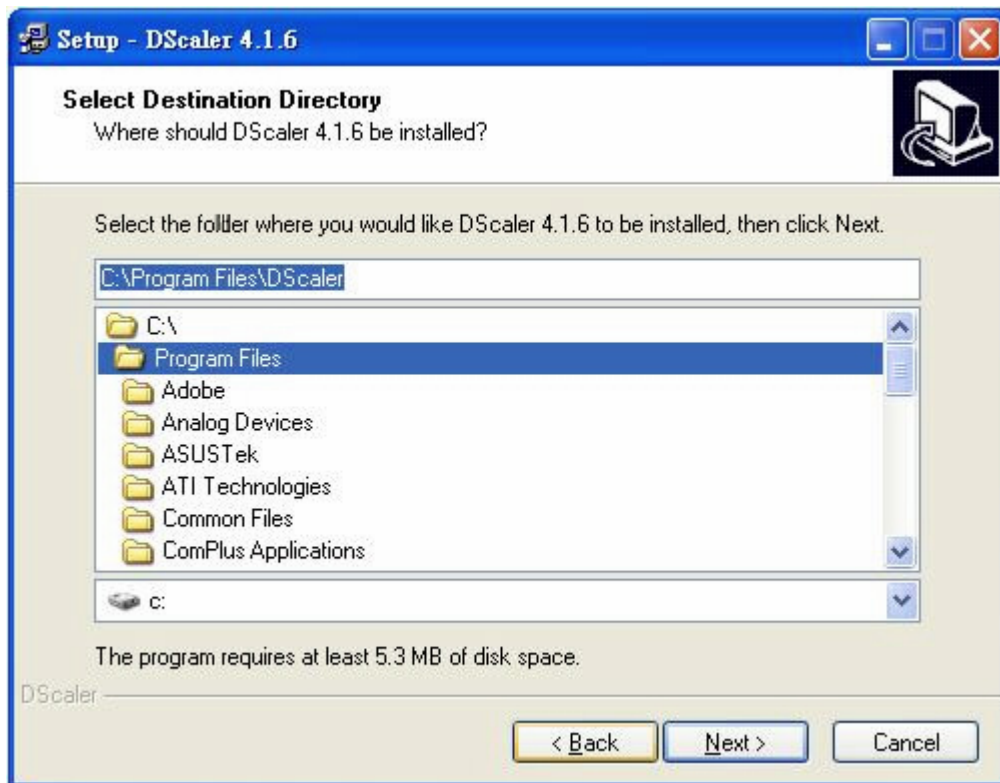 Setup - DScaler 4.1.6
Select Destination Directory
Where should DScaler 4.1.6 be installed?
Select the folder where you would like DScaler 4.1.6 to be installed, then click Next.
C:\Program Files\DScaler
C:\
Program Files
Adobe
Analog Devices
ASUSTek
ATI Technologies
Common Files
ComPlus Applications
c:
The program requires at least 5.3 MB of disk space.
DScaler
< Back
Next >
Cancel